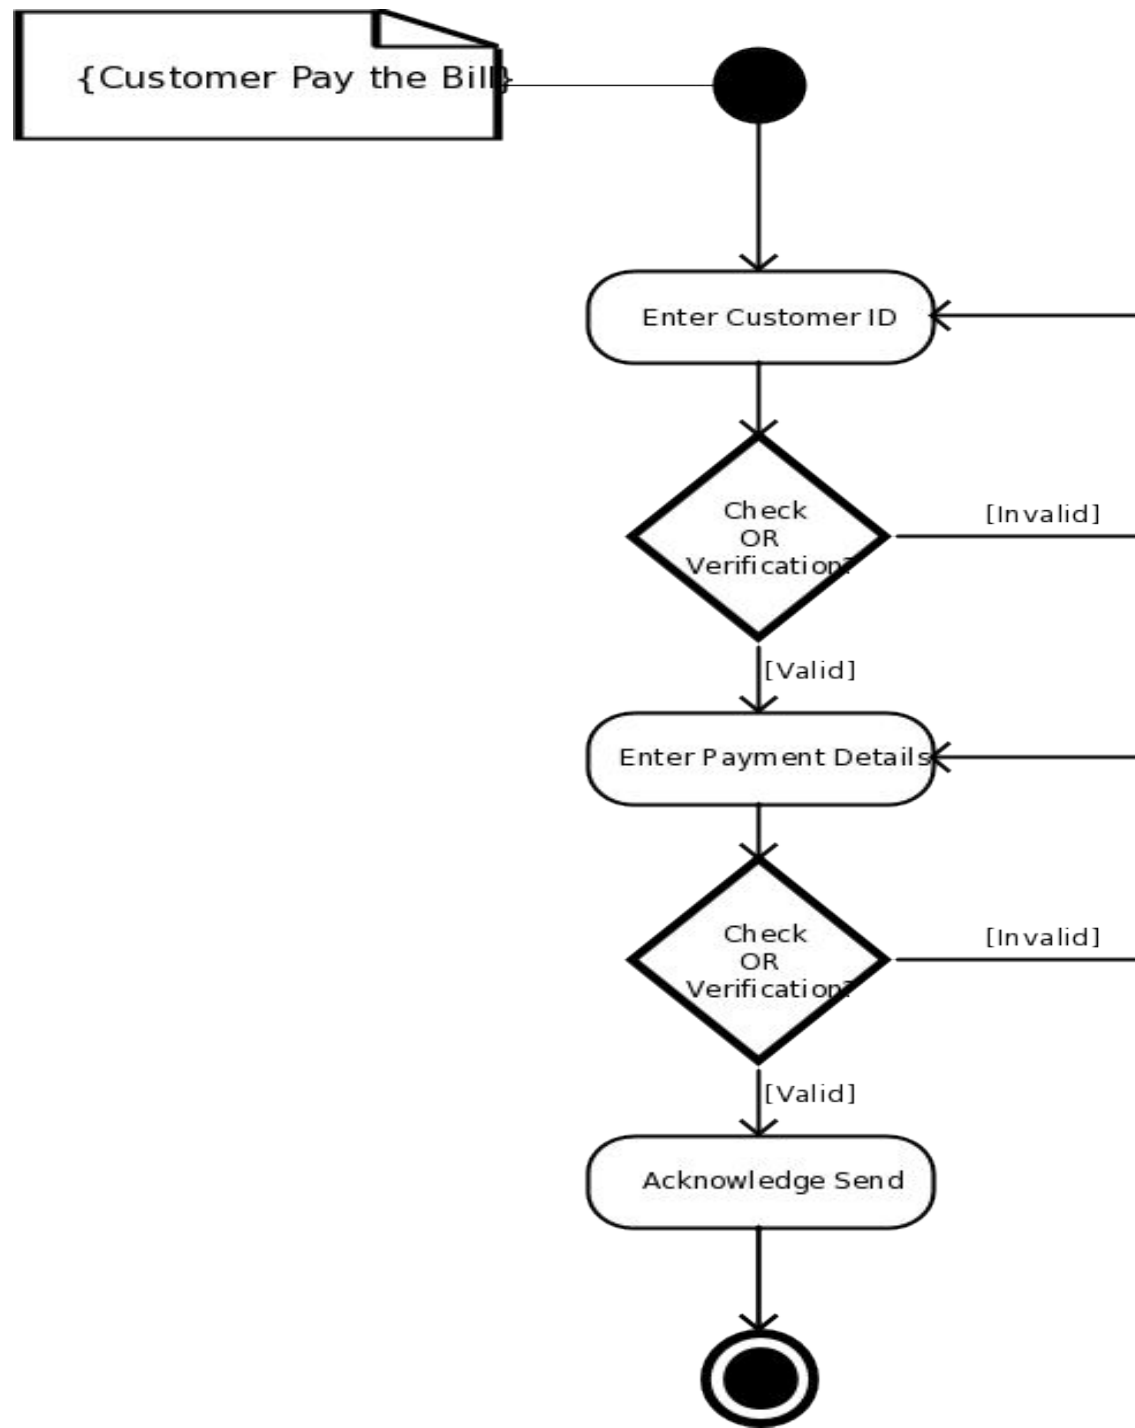 {Customer Pay the Bill}
Enter Customer ID
Check
OR
Verification?
[Invalid]
[Valid]
Enter Payment Details
Check
OR
Verification?
[Invalid]
[Valid]
Acknowledge Send